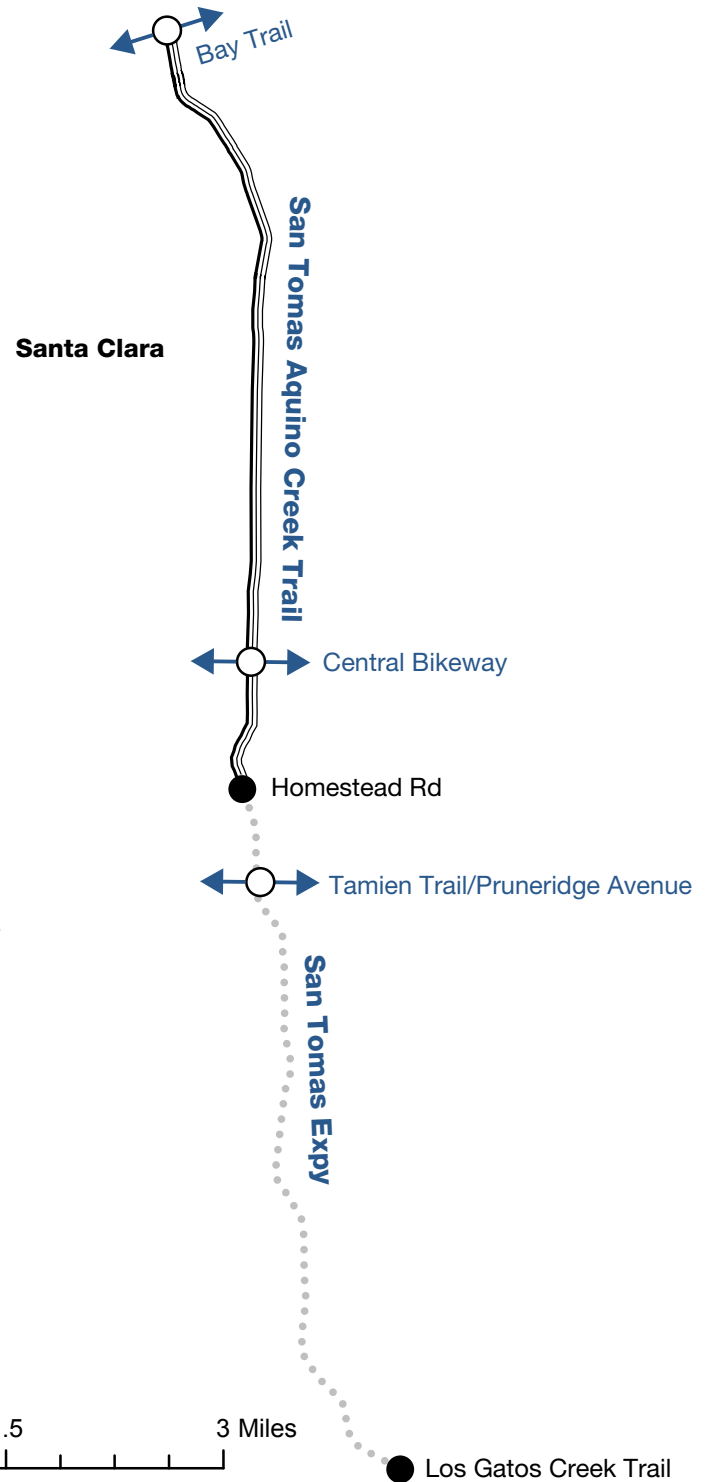 Bay Trail
San Tomas Aquino Creek Trail
Santa Clara
Central Bikeway
Homestead Rd
Tamien Trail/Pruneridge Avenue
San Tomas Expy
.5
3 Miles
Los Gatos Creek Trail